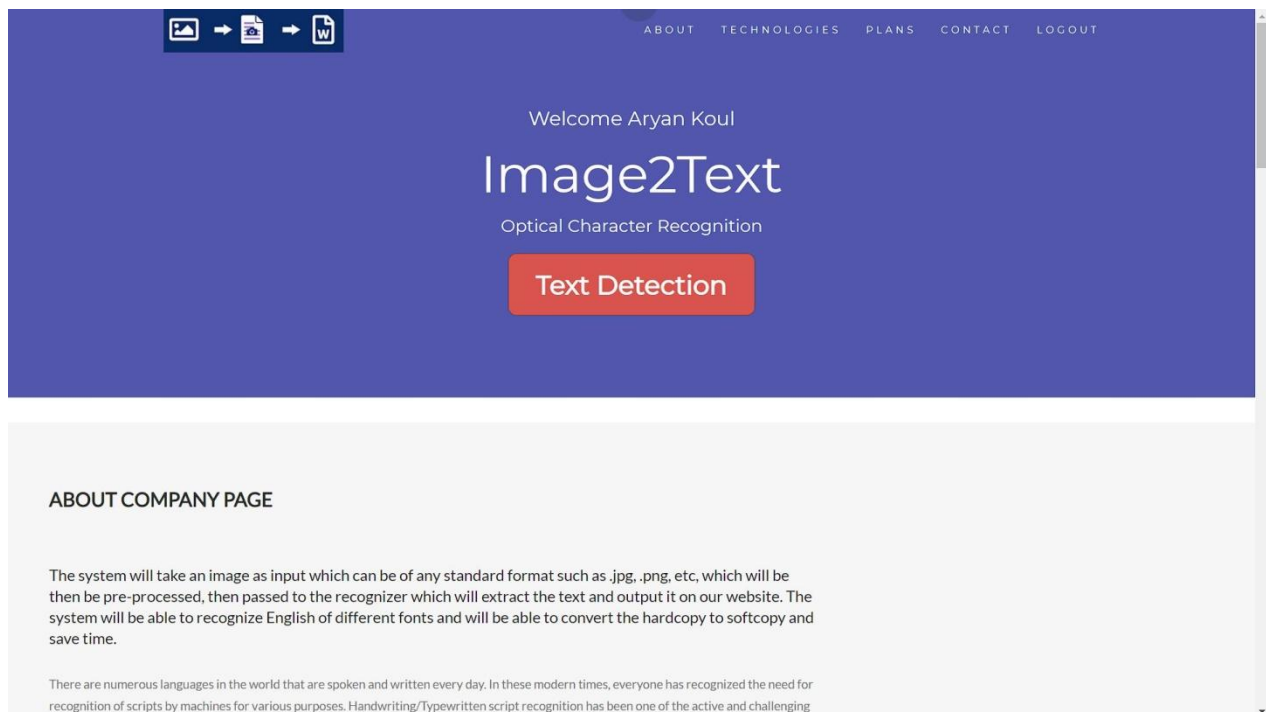 W
ABOUT TECHNOLOGIES PLANS CONTACT LOGOUT
Welcome Aryan Koul
Image2Text
Optical Character Recognition
Text Detection
ABOUT COMPANY PAGE
The system will take an image as input which can be of any standard format such as .jpg, .png, etc, which will be
then be pre-processed, then passed to the recognizer which will extract the text and output it on our website. The
system will be able to recognize English of different fonts and will be able to convert the hardcopy to softcopy and
save time.
There are numerous languages in the world that are spoken and written every day. In these modern times, everyone has recognized the need for
recognition of scripts by machines for various purposes. Handwriting/Typewritten script recognition has been one of the active and challenging